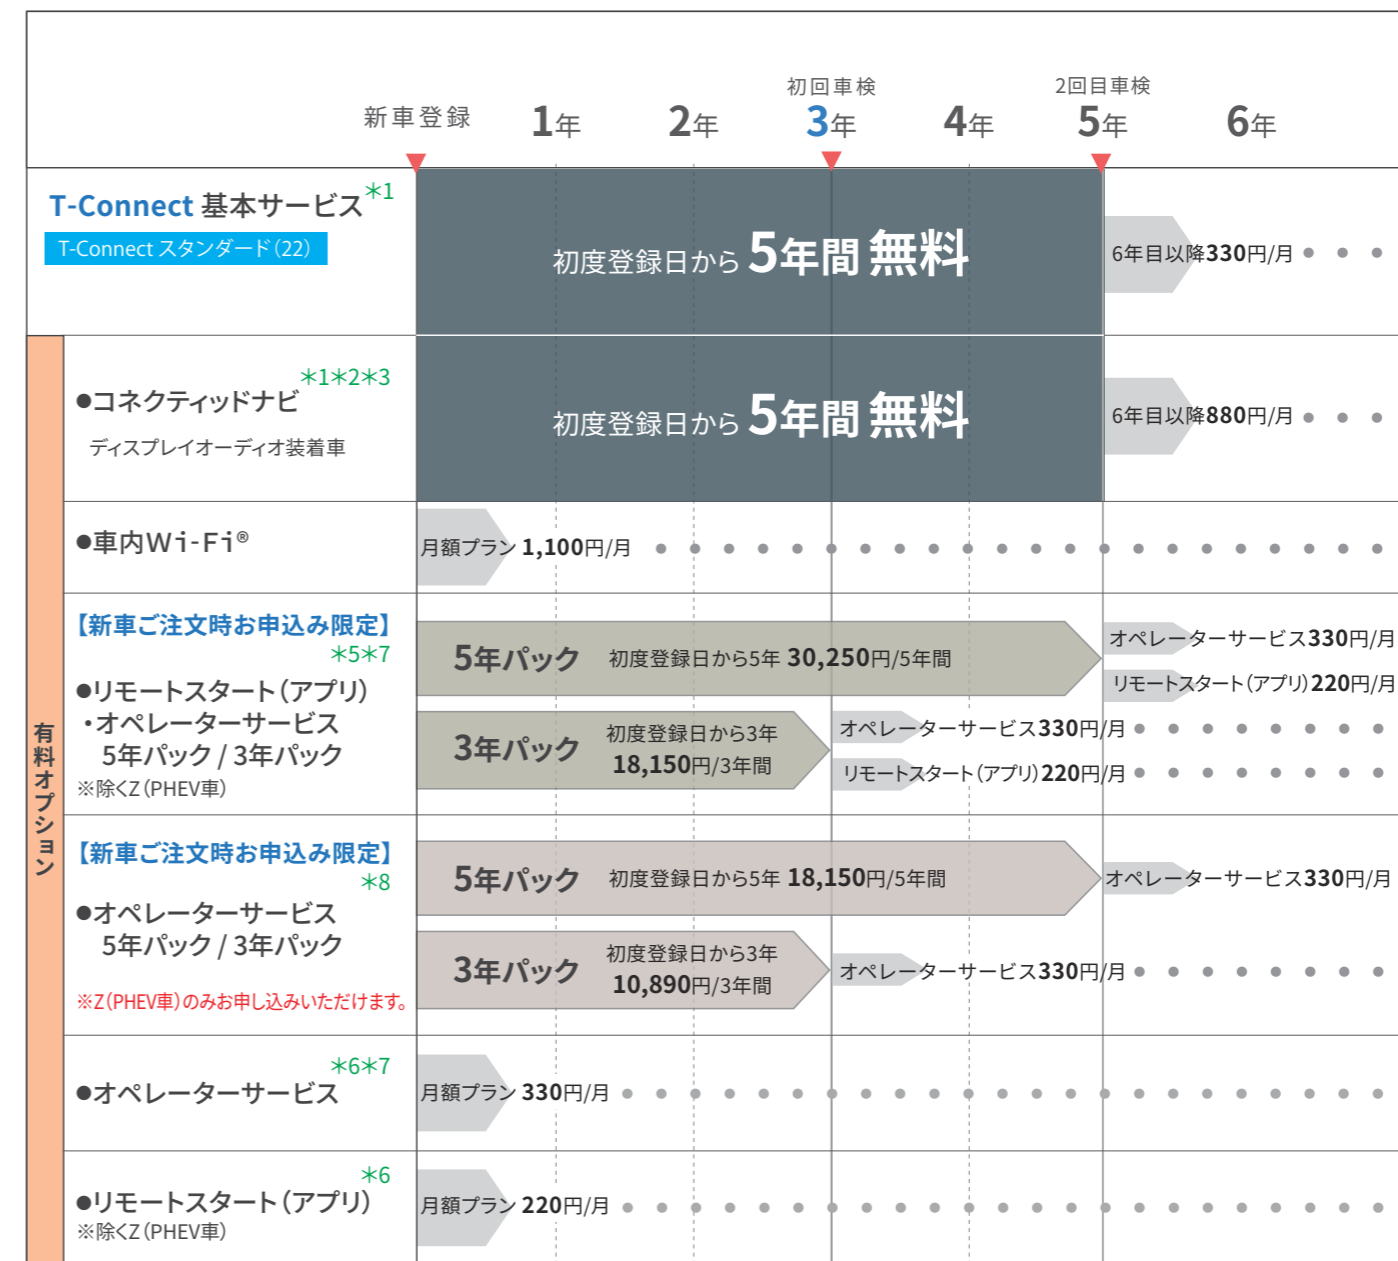 新車登録
1年
2年
初回車検
3年
4年
2回目車検
5年
6年
T-Connect 基本サービス＊1
T-Connect スタンダード（22）
初度登録日から 5年間 無料
6年目以降330円/月
有料オプション
＊1＊2＊3
●コネクティッドナビ
ディスプレイオーディオ装着車
初度登録日から 5年間 無料
6年目以降880円/月
●車内Wi-Fi®
月額プラン 1,100円/月
【新車ご注文時お申込み限定】
＊5＊7
●リモートスタート（アプリ）
・オペレーターサービス
5年パック / 3年パック
※除くZ（PHEV車）
5年パック 初度登録日から5年 30,250円/5年間
オペレーターサービス330円/月
リモートスタート（アプリ）220円/月
3年パック 初度登録日から3年
18,150円/3年間
オペレーターサービス330円/月
リモートスタート（アプリ）220円/月
【新車ご注文時お申込み限定】
＊8
●オペレーターサービス
5年パック / 3年パック
※Z（PHEV車）のみお申し込みいただけます。
5年パック 初度登録日から5年 18,150円/5年間
オペレーターサービス330円/月
3年パック 初度登録日から3年
10,890円/3年間
オペレーターサービス330円/月
＊6＊7
●オペレーターサービス
月額プラン 330円/月
＊6
●リモートスタート（アプリ）
※除くZ（PHEV車）
月額プラン 220円/月